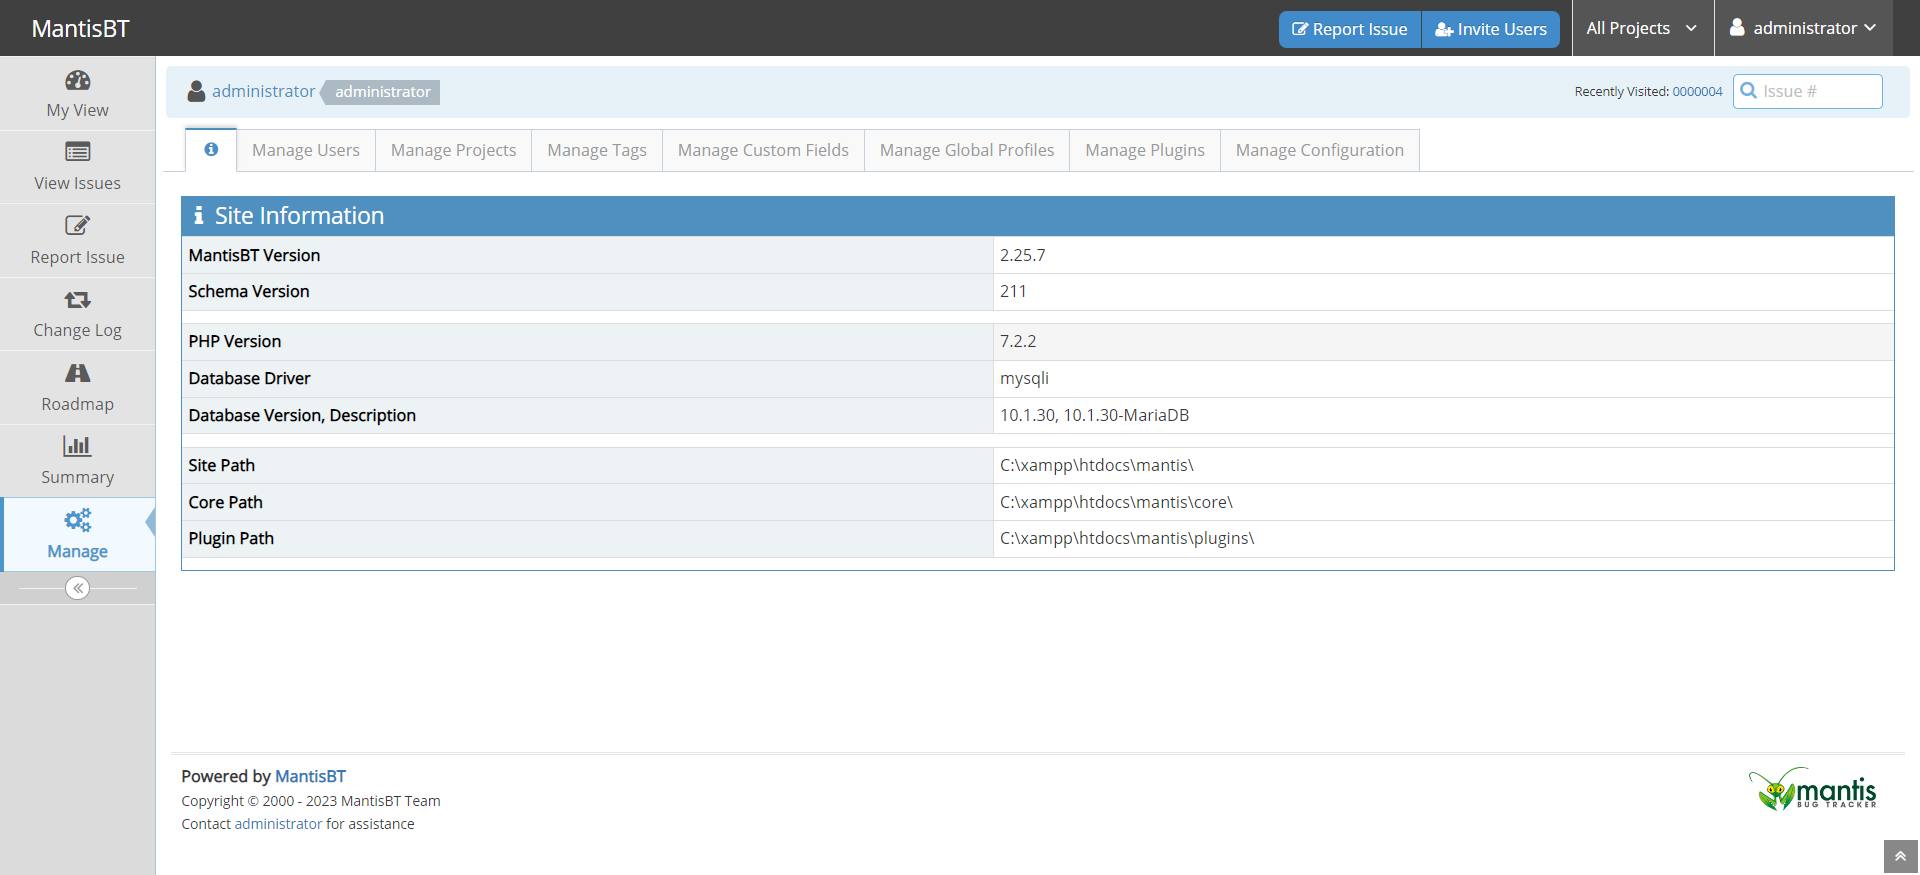 MantisBT
Report Issue Invite Users All Projects administrator
My View
View Issues
Report Issue
Change Log
Roadmap
Summary
Manage
administrator administrator Recently Visited: 0000004 Issue #
Manage Users Manage Projects Manage Tags Manage Custom Fields Manage Global Profiles Manage Plugins Manage Configuration
Site Information
MantisBT Version 2.25.7
Schema Version 211
PHP Version 7.2.2
Database Driver mysqli
Database Version, Description 10.1.30, 10.1.30-MariaDB
Site Path C:\xampp\htdocs\mantis\
Core Path C:\xampp\htdocs\mantis\core\
Plugin Path C:\xampp\htdocs\mantis\plugins\
Powered by MantisBT
Copyright © 2000 - 2023 MantisBT Team
Contact administrator for assistance
mantis
BUG TRACKER